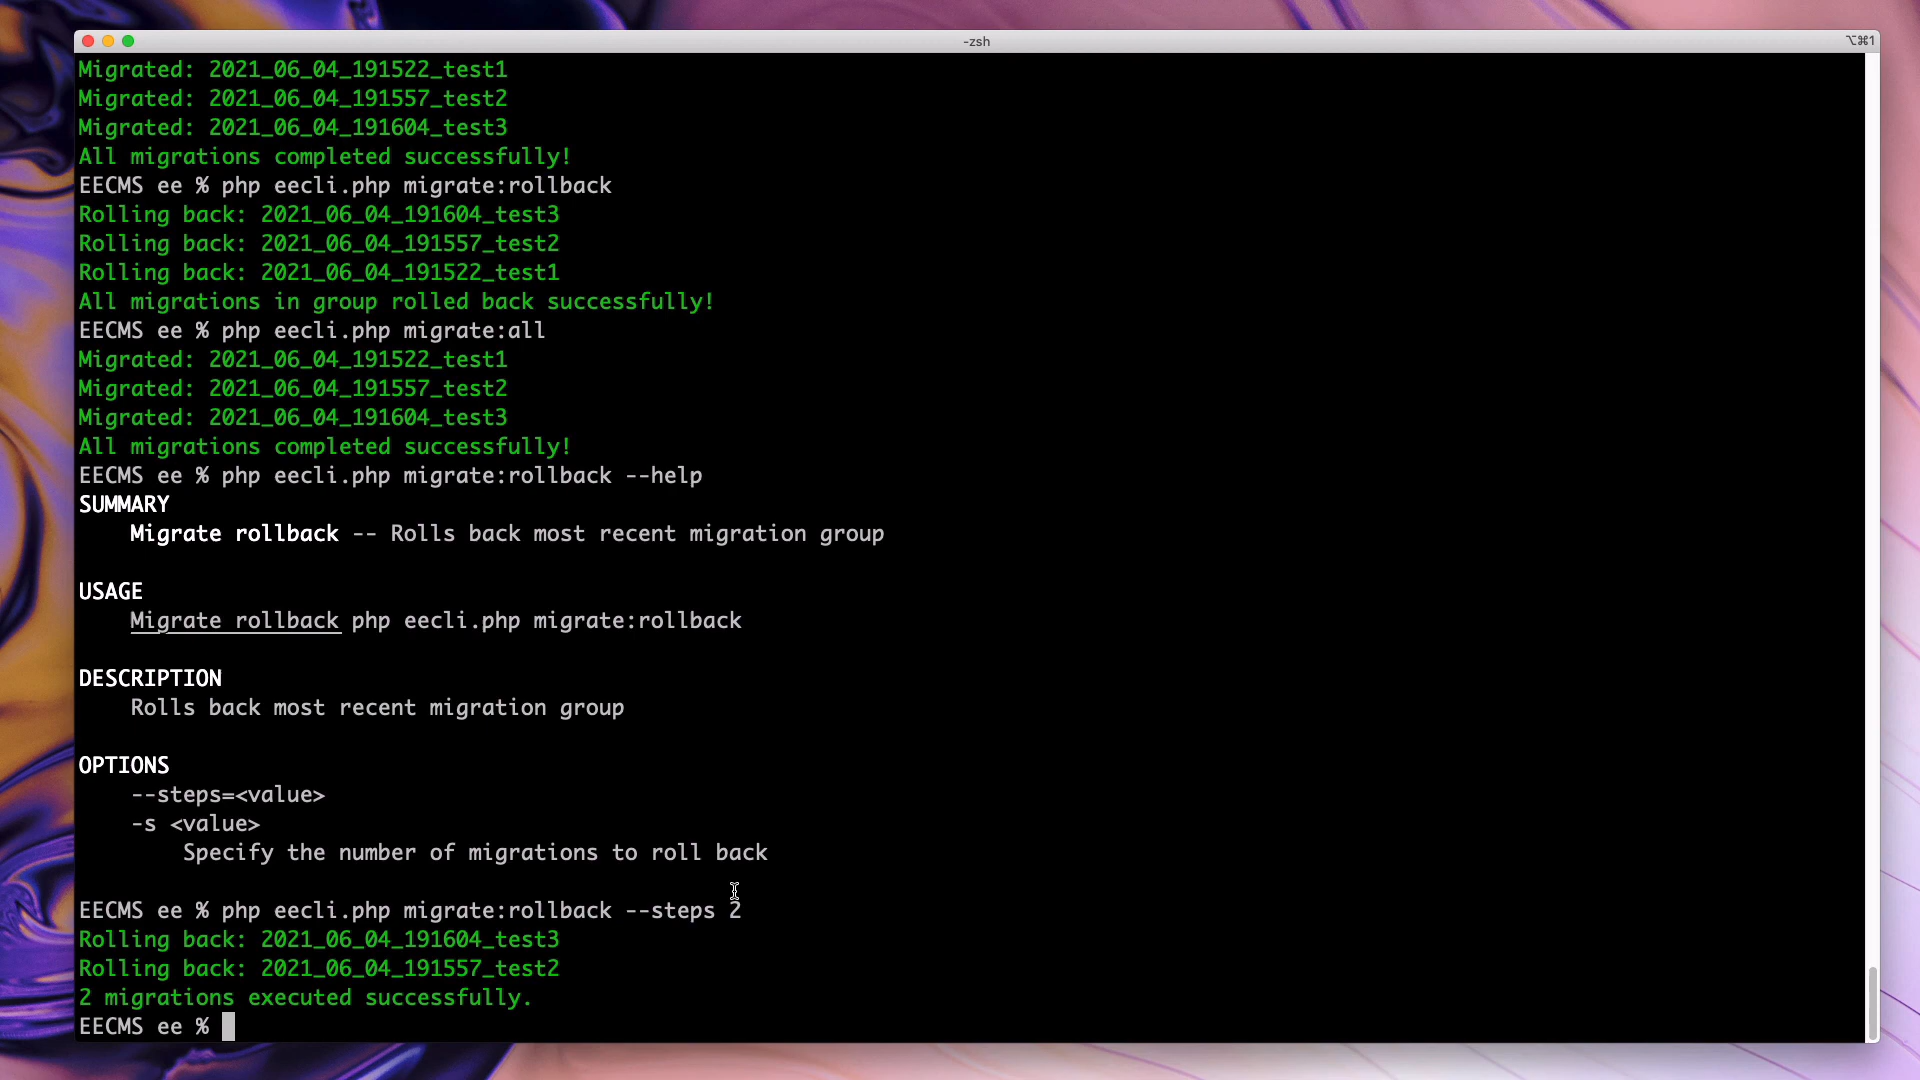 -zsh
⌥⌘1
Migrated: 2021_06_04_191522_test1
Migrated: 2021_06_04_191557_test2
Migrated: 2021_06_04_191604_test3
All migrations completed successfully!
EECMS ee % php eecli.php migrate:rollback
Rolling back: 2021_06_04_191604_test3
Rolling back: 2021_06_04_191557_test2
Rolling back: 2021_06_04_191522_test1
All migrations in group rolled back successfully!
EECMS ee % php eecli.php migrate:all
Migrated: 2021_06_04_191522_test1
Migrated: 2021_06_04_191557_test2
Migrated: 2021_06_04_191604_test3
All migrations completed successfully!
EECMS ee % php eecli.php migrate:rollback --help
SUMMARY
Migrate rollback -- Rolls back most recent migration group
USAGE
Migrate rollback php eecli.php migrate:rollback
DESCRIPTION
Rolls back most recent migration group
OPTIONS
--steps=<value>
-s <value>
Specify the number of migrations to roll back
EECMS ee % php eecli.php migrate:rollback --steps 2
Rolling back: 2021_06_04_191604_test3
Rolling back: 2021_06_04_191557_test2
2 migrations executed successfully.
EECMS ee %